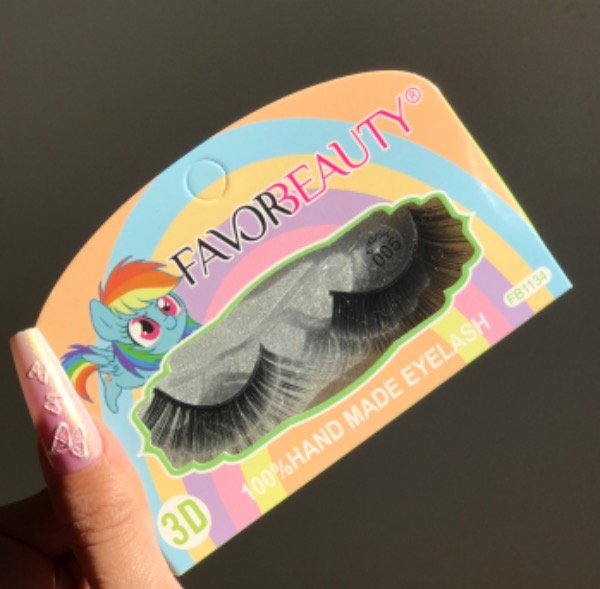 FAVORBEAUTY®
005
FB1134
100%HAND MADE EYELASH
3D